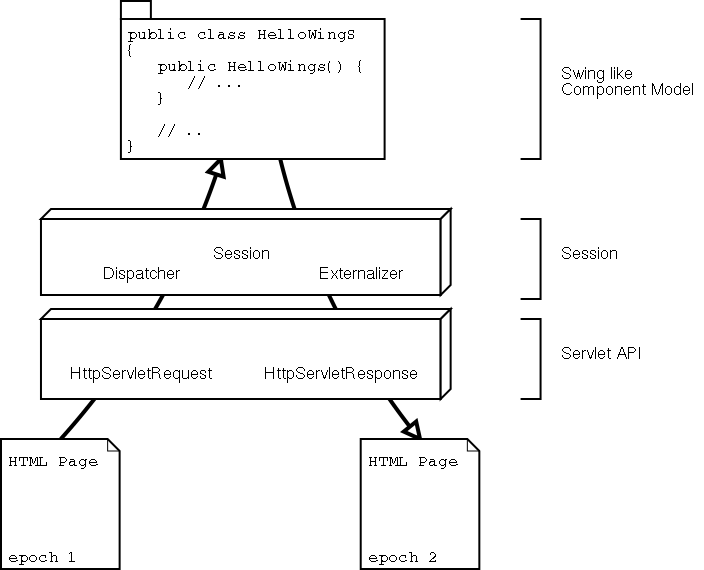 public class HelloWingS
{
public HelloWings() {
// ...
}
// ..
}
Swing like
Component Model
Session
Dispatcher
Externalizer
Session
HttpServletRequest
HttpServletResponse
Servlet API
HTML Page
epoch 1
HTML Page
epoch 2